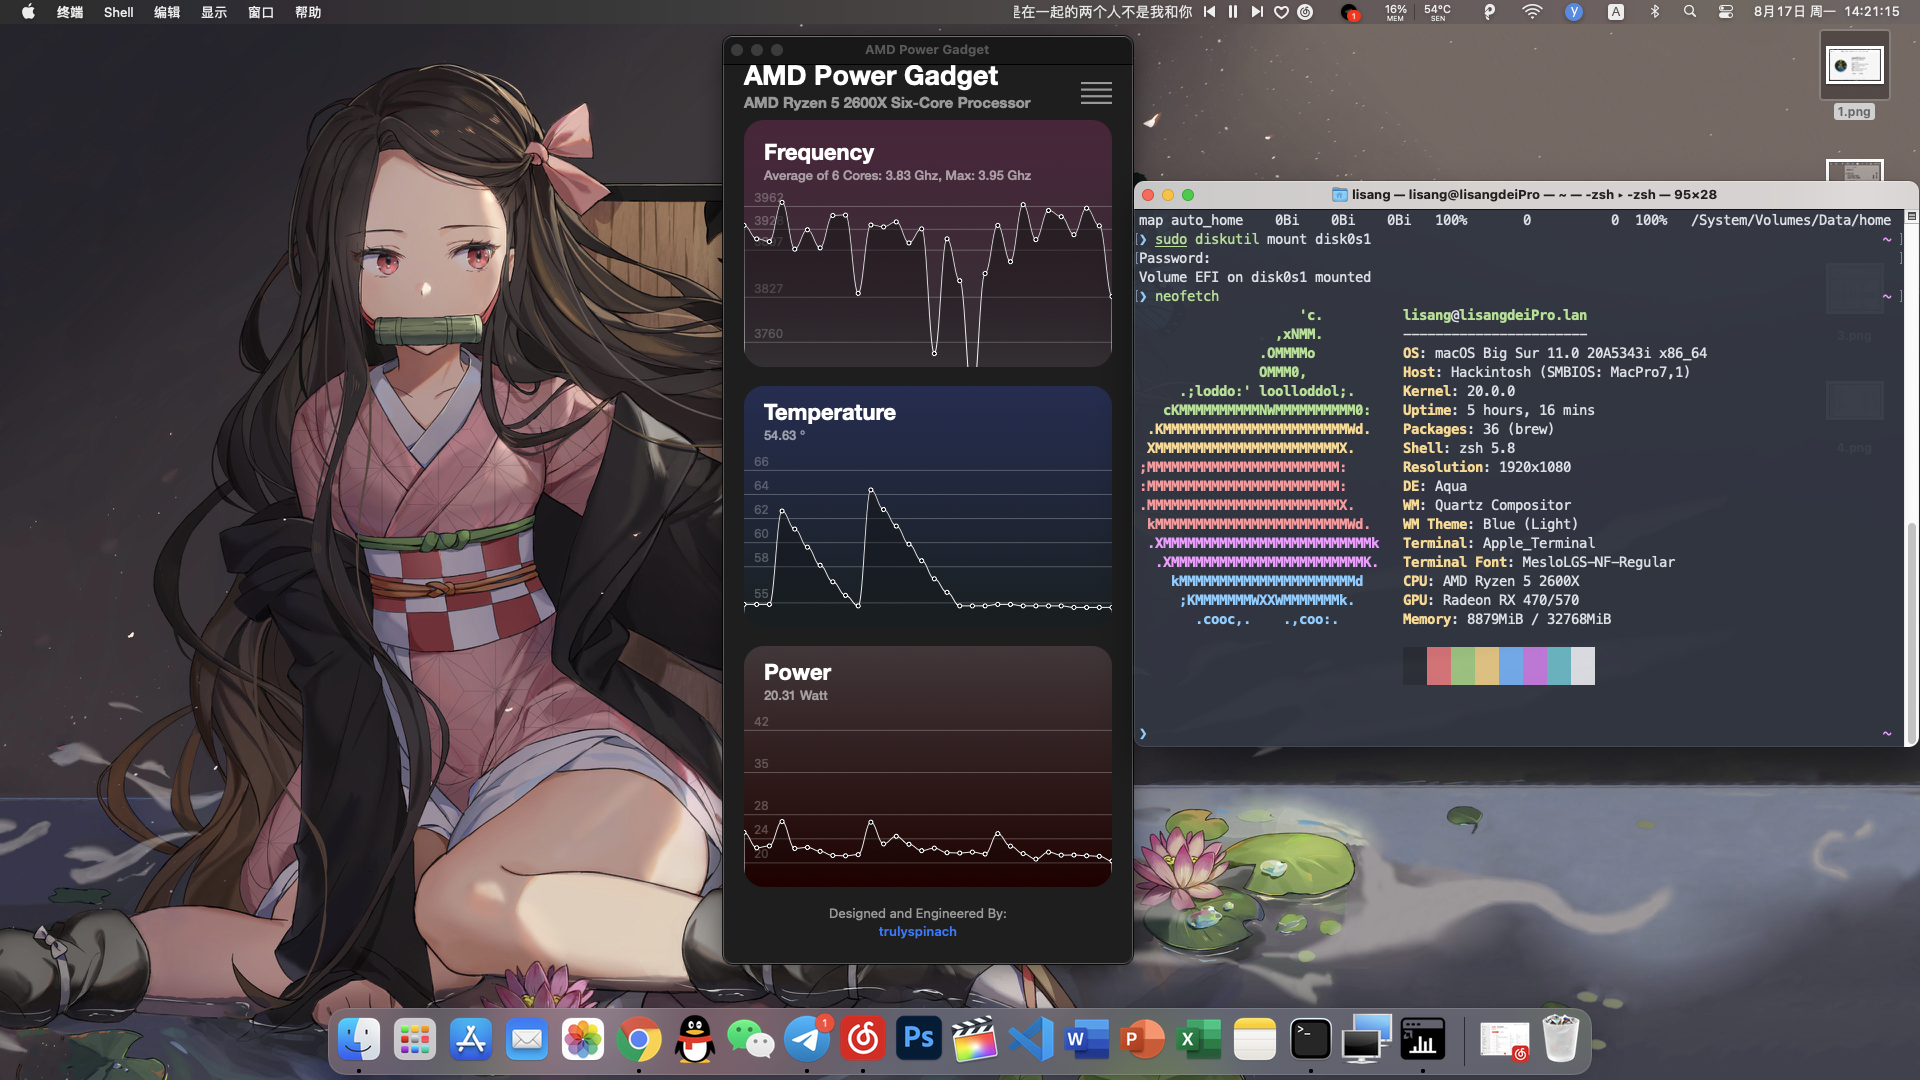 终端 Shell 编辑 显示 窗口 帮助
是在一起的两个人不是我和你
1
16% MEM
54°C SEN
y
A
8月17日 周一 14:21:15
1.png
AMD Power Gadget
AMD Power Gadget
AMD Ryzen 5 2600X Six-Core Processor
Frequency
Average of 6 Cores: 3.83 Ghz, Max: 3.95 Ghz
3962
3827
3760
Temperature
54.63 °
66
64
62
60
58
55
Power
20.31 Watt
42
35
28
24
20
Designed and Engineered By:
trulyspinach
lisang — lisang@lisangdeiPro — ~ — -zsh ▸ -zsh — 95×28
map auto_home 0Bi 0Bi 0Bi 100% 0 0 100% /System/Volumes/Data/home
❯ sudo diskutil mount disk0s1 ~
Password:
Volume EFI on disk0s1 mounted
❯ neofetch ~
'c. lisang@lisangdeiPro.lan
,xNMM. -----------------------
.OMMMMo OS: macOS Big Sur 11.0 20A5343i x86_64
OMMM0, Host: Hackintosh (SMBIOS: MacPro7,1)
.;loddo:' loolloddol;. Kernel: 20.0.0
cKMMMMMMMMMMNWMMMMMMMMMM0: Uptime: 5 hours, 16 mins
.KMMMMMMMMMMMMMMMMMMMMMMMWd. Packages: 36 (brew)
XMMMMMMMMMMMMMMMMMMMMMMMX. Shell: zsh 5.8
;MMMMMMMMMMMMMMMMMMMMMMMM: Resolution: 1920x1080
:MMMMMMMMMMMMMMMMMMMMMMMM: DE: Aqua
.MMMMMMMMMMMMMMMMMMMMMMMMX. WM: Quartz Compositor
kMMMMMMMMMMMMMMMMMMMMMMMMWd. WM Theme: Blue (Light)
.XMMMMMMMMMMMMMMMMMMMMMMMMMMk Terminal: Apple_Terminal
.XMMMMMMMMMMMMMMMMMMMMMMMMK. Terminal Font: MesloLGS-NF-Regular
kMMMMMMMMMMMMMMMMMMMMMMd CPU: AMD Ryzen 5 2600X
;KMMMMMMMWXXWMMMMMMMk. GPU: Radeon RX 470/570
.cooc,. .,coo:. Memory: 8879MiB / 32768MiB
❯ ~
3.png
4.png
1
Ps
W
P
X
>_